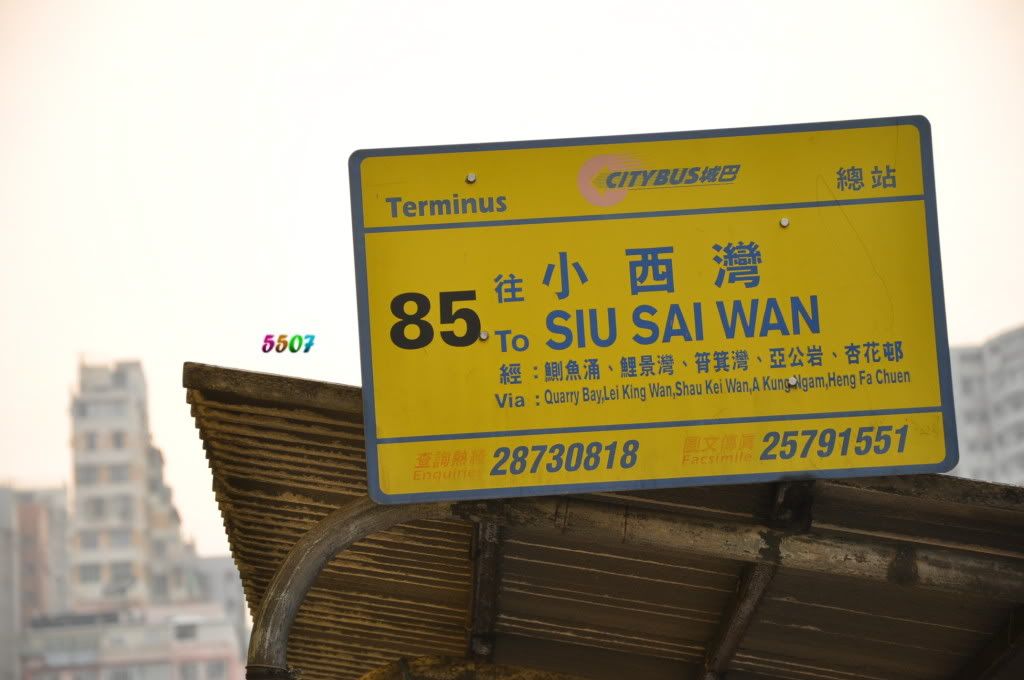 CITYBUS城巴
Terminus 總站
85 往 小西灣
To SIU SAI WAN
經：鰂魚涌、鯉景灣、筲箕灣、亞公岩、杏花邨
Via : Quarry Bay,Lei King Wan,Shau Kei Wan,A Kung Ngam,Heng Fa Chuen
查詢熱線 28730818 圖文傳真 25791551
Enquiries Facsimile
5507